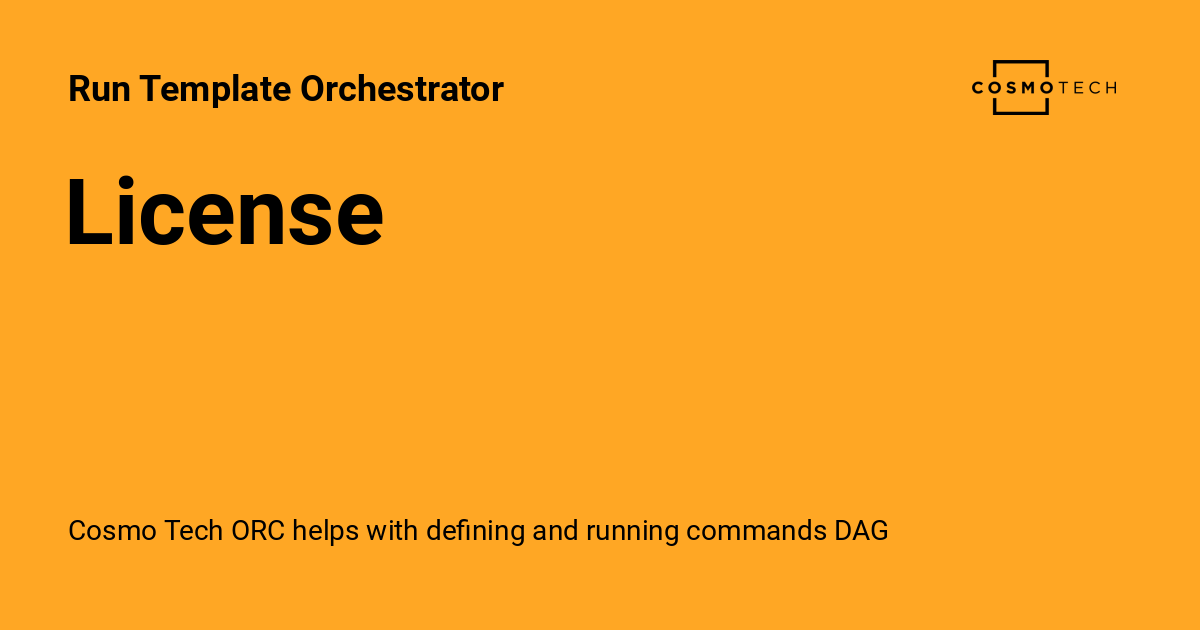 Run Template Orchestrator
COSMOTECH
License
Cosmo Tech ORC helps with defining and running commands DAG